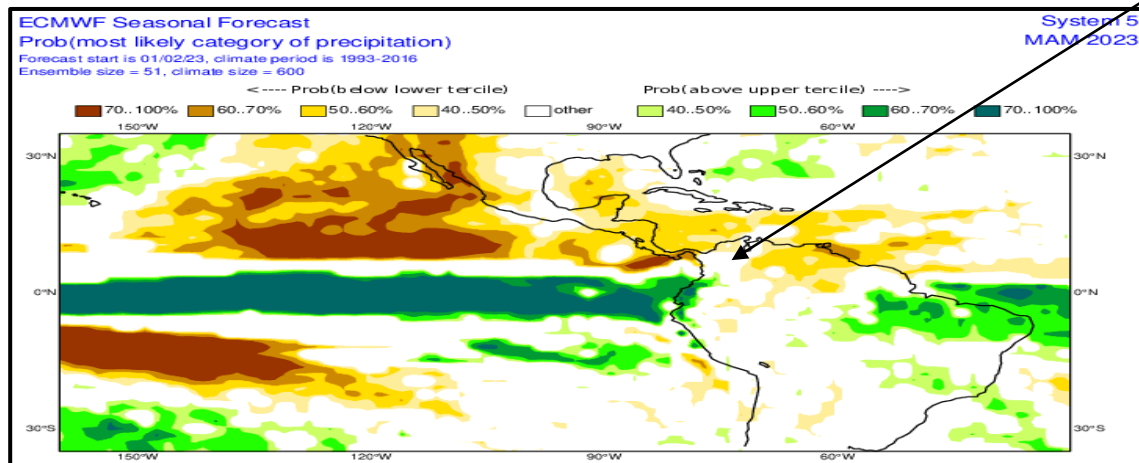 ECMWF Seasonal Forecast System 5
Prob(most likely category of precipitation) MAM 2023
Forecast start is 01/02/23, climate period is 1993-2016
Ensemble size = 51, climate size = 600
<---- Prob(below lower tercile) Prob(above upper tercile) ---->
70..100% 60..70% 50..60% 40..50% other 40..50% 50..60% 60..70% 70..100%
150°W 120°W 90°W 60°W
30°N 30°N
0°N 0°N
30°S 30°S
150°W 120°W 90°W 60°W